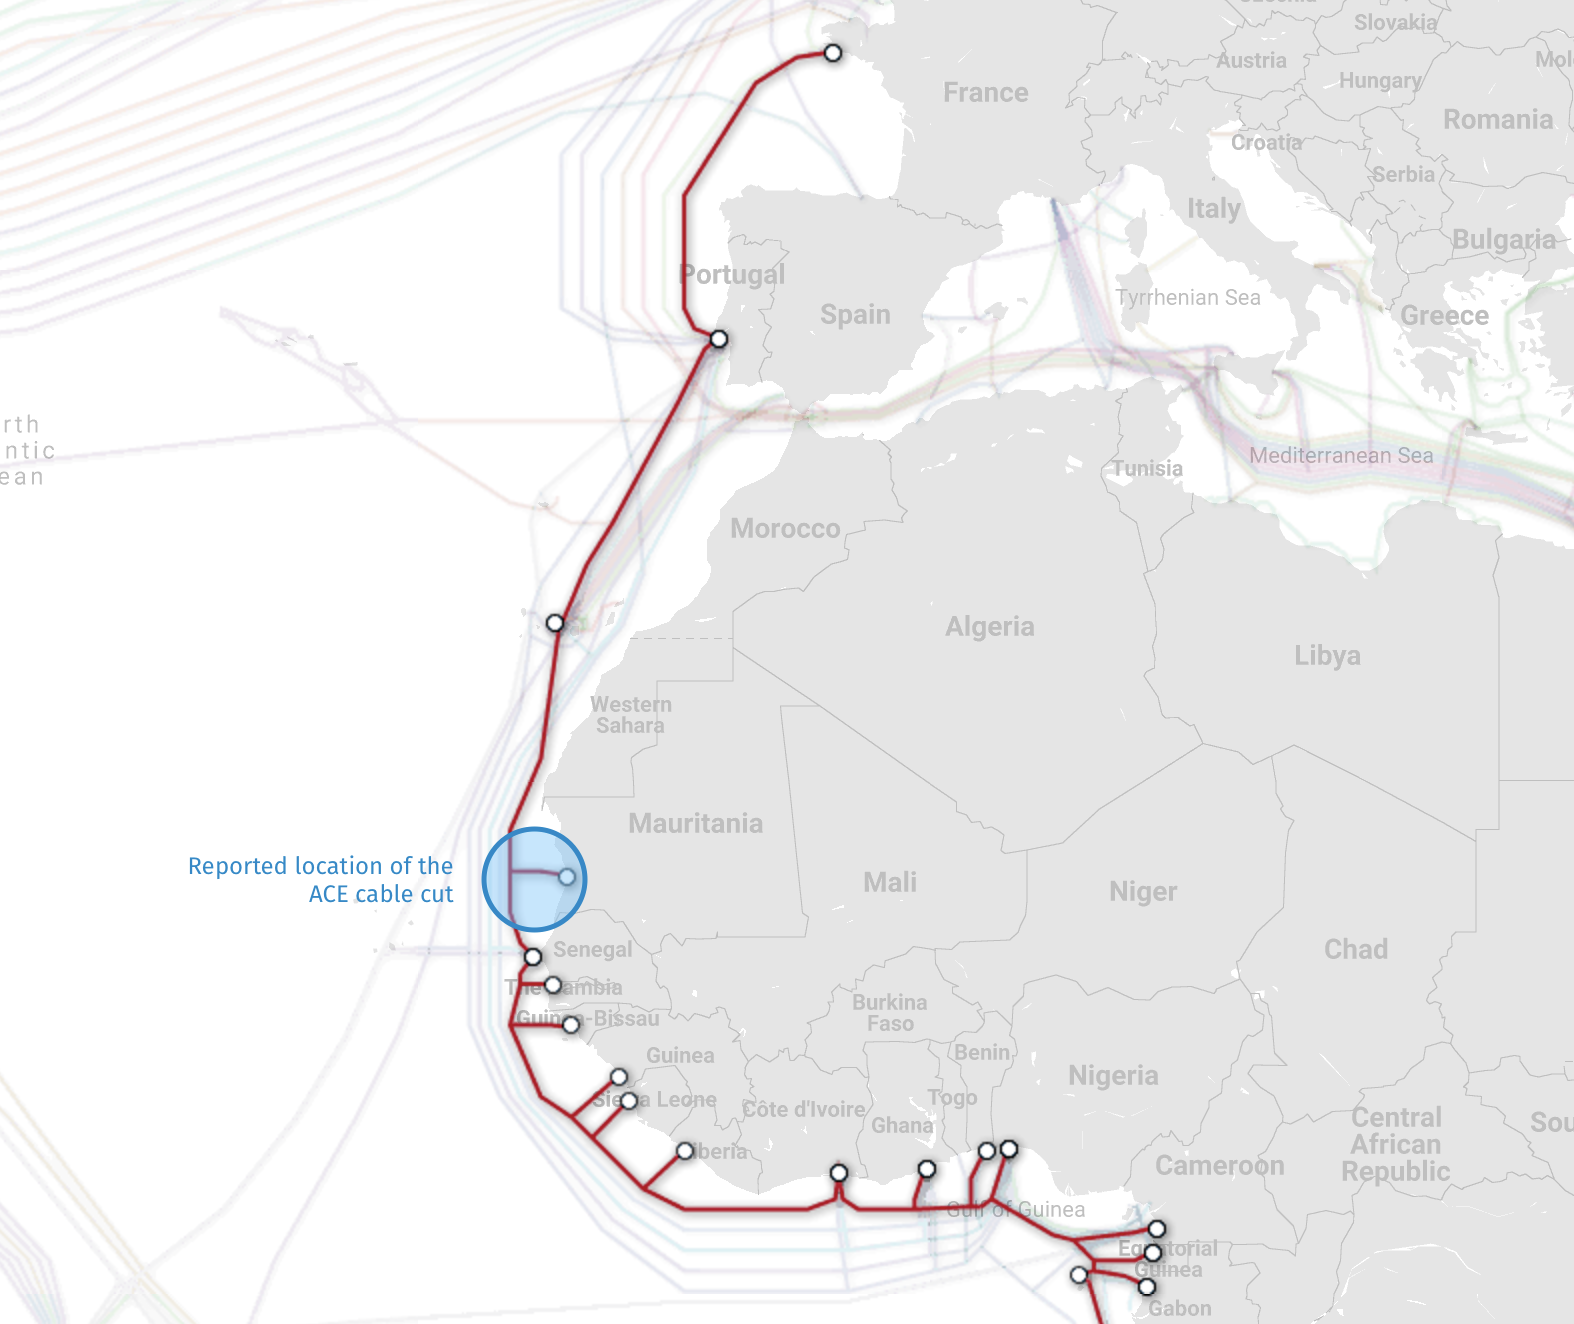 Slovakia
Austria
Hungary
France
Romania
Croatia
Serbia
Italy
Bulgaria
Portugal
Spain
Tyrrhenian Sea
Greece
rth
ntic
ean
Tunisia
Mediterranean Sea
Morocco
Algeria
Libya
Western
Sahara
Mauritania
Reported location of the
ACE cable cut
Mali
Niger
Chad
Senegal
The Gambia
Guinea-Bissau
Burkina
Faso
Guinea
Benin
Nigeria
Sierra Leone
Togo
Côte d'Ivoire
Ghana
Central
African
Republic
Sou
Liberia
Cameroon
Gulf of Guinea
Equatorial
Guinea
Gabon